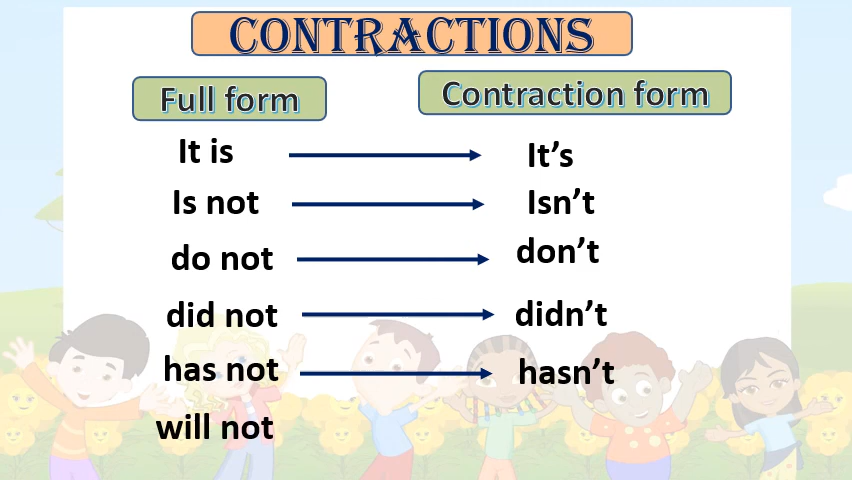 CONTRACTIONS
Full form Contraction form
It is It’s
Is not Isn’t
do not don’t
did not didn’t
has not hasn’t
will not